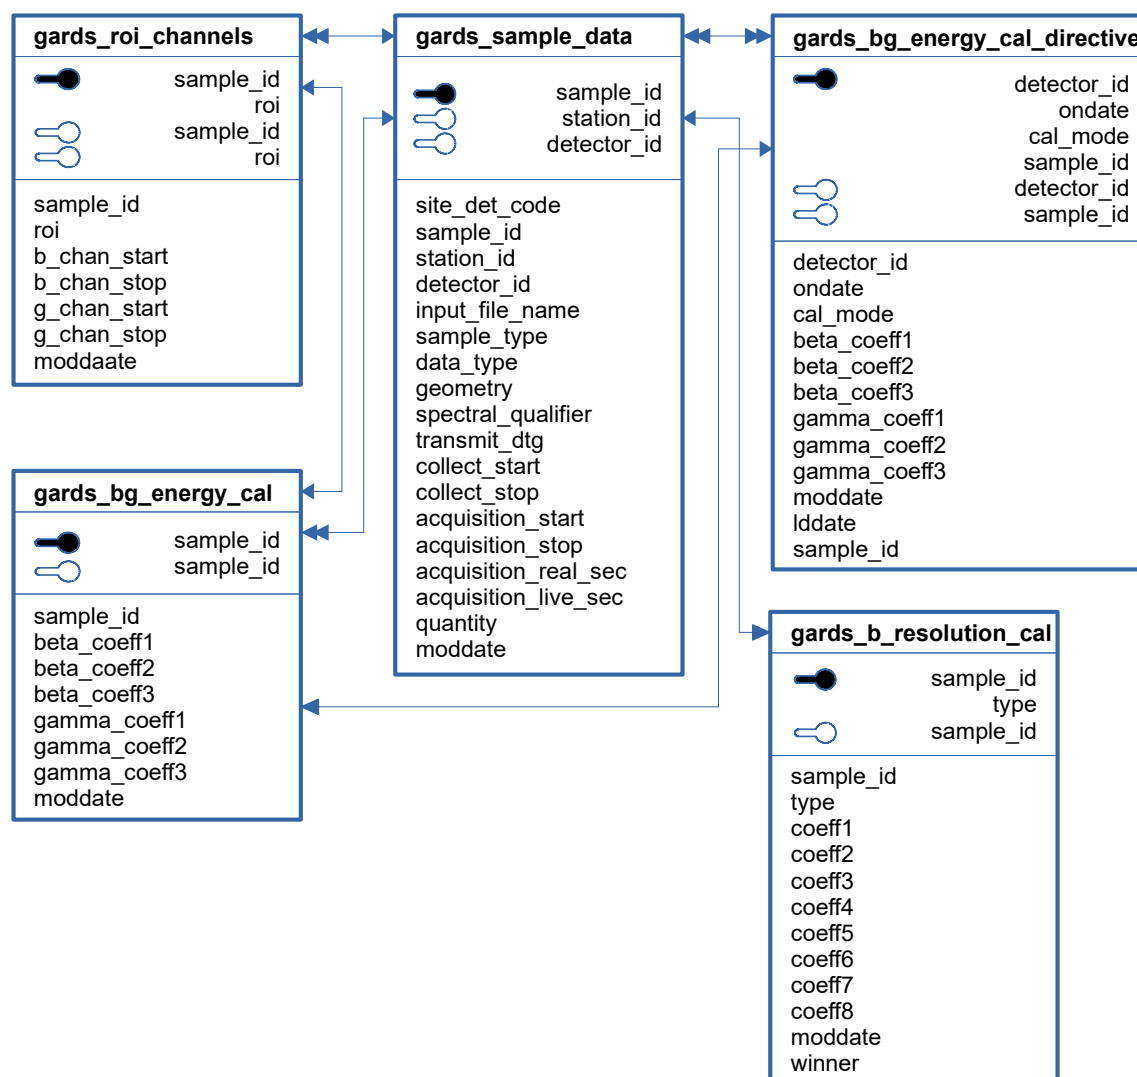 gards_roi_channels
sample_id
roi
sample_id
roi
sample_id
roi
b_chan_start
b_chan_stop
g_chan_start
g_chan_stop
moddaate
gards_bg_energy_cal
sample_id
sample_id
sample_id
beta_coeff1
beta_coeff2
beta_coeff3
gamma_coeff1
gamma_coeff2
gamma_coeff3
moddate
gards_sample_data
sample_id
station_id
detector_id
site_det_code
sample_id
station_id
detector_id
input_file_name
sample_type
data_type
geometry
spectral_qualifier
transmit_dtg
collect_start
collect_stop
acquisition_start
acquisition_stop
acquisition_real_sec
acquisition_live_sec
quantity
moddate
gards_bg_energy_cal_directive
detector_id
ondate
cal_mode
sample_id
detector_id
sample_id
detector_id
ondate
cal_mode
beta_coeff1
beta_coeff2
beta_coeff3
gamma_coeff1
gamma_coeff2
gamma_coeff3
moddate
lddate
sample_id
gards_b_resolution_cal
sample_id
type
sample_id
sample_id
type
coeff1
coeff2
coeff3
coeff4
coeff5
coeff6
coeff7
coeff8
moddate
winner